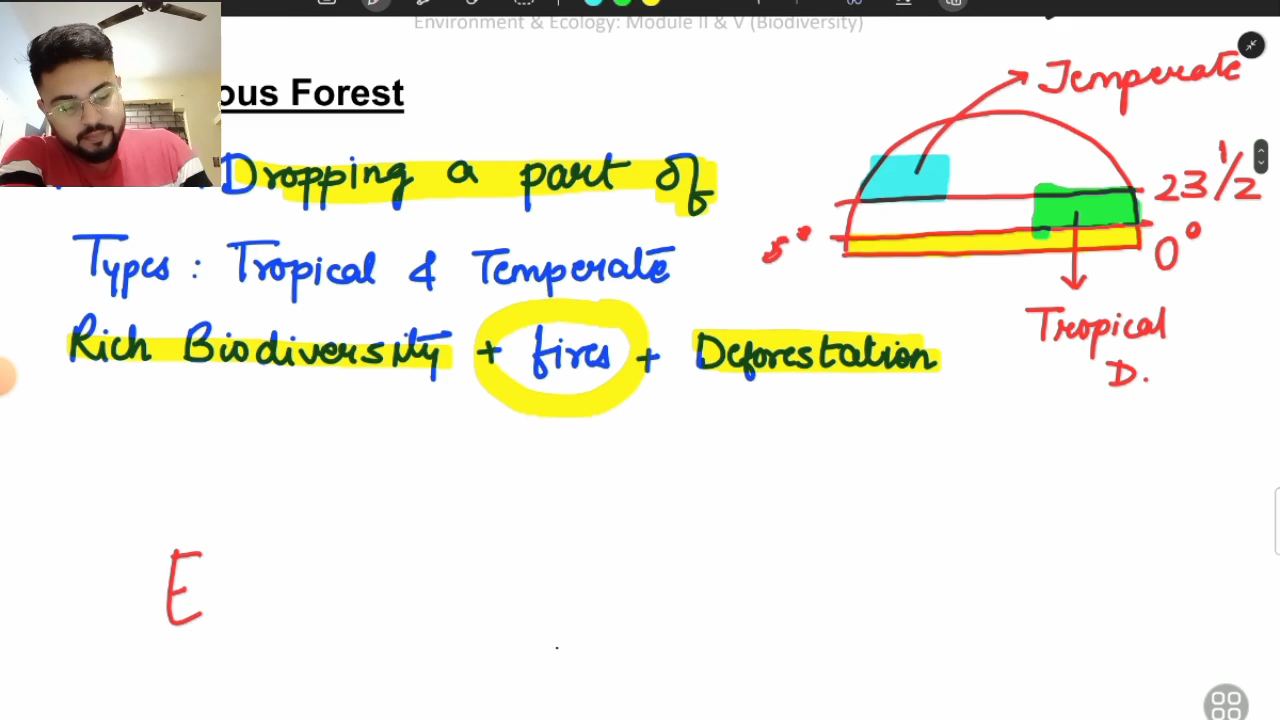 Environment & Ecology: Module II & V (Biodiversity)
ous Forest
Dropping a part of
Types : Tropical & Temperate
Rich Biodiversity + fires + Deforestation
Temperate
23 1/2
5°
0°
Tropical
D.
E